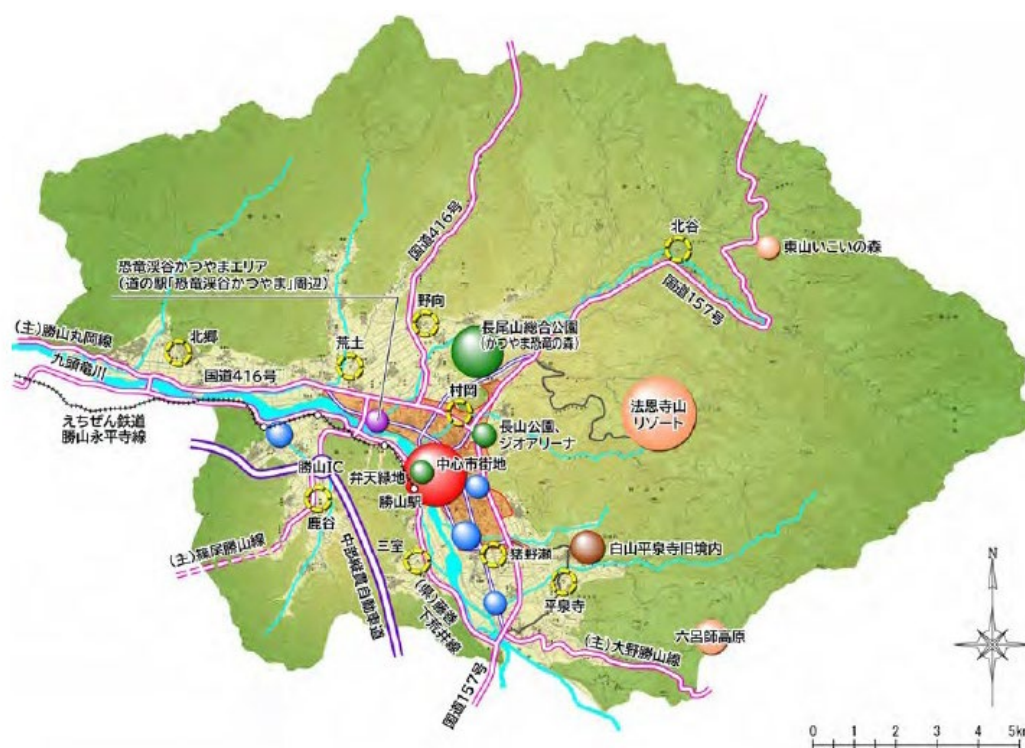 国道416号
北谷
東山いこいの森
国道157号
恐竜渓谷かつやまエリア
(道の駅「恐竜渓谷かつやま」周辺)
野向
長尾山総合公園
(かつやま恐竜の森)
(主)勝山丸岡線
北郷
荒土
九頭竜川
国道416号
村岡
法恩寺山
リゾート
えちぜん鉄道
勝山永平寺線
長山公園、
ジオアリーナ
中心市街地
勝山IC
弁天緑地
勝山駅
鹿谷
(主)篠尾勝山線
三室
猪野瀬
白山平泉寺旧境内
中部縦貫自動車道
平泉寺
(県)藤巻
下荒井線
六呂師高原
(主)大野勝山線
国道157号
N
0 1 2 3 4 5km